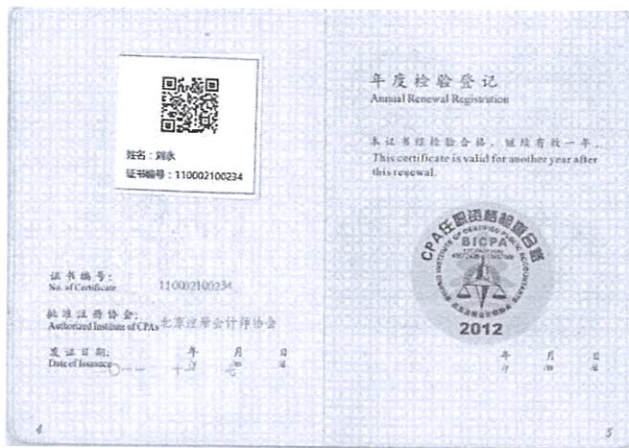 姓名:刘永
证书编号:110002100234
证书编号:
No. of Certificate
110002100234
批准注册协会:
Authorized Institute of CPAs
北京注册会计师协会
发证日期:
Date of Issuance
年 月 日
4
年度检验登记
Annual Renewal Registration
本证书经检验合格,继续有效一年。
This certificate is valid for another year after
this renewal.
CPA任职资格检查合格
BICPA
2012
年 月 日
5